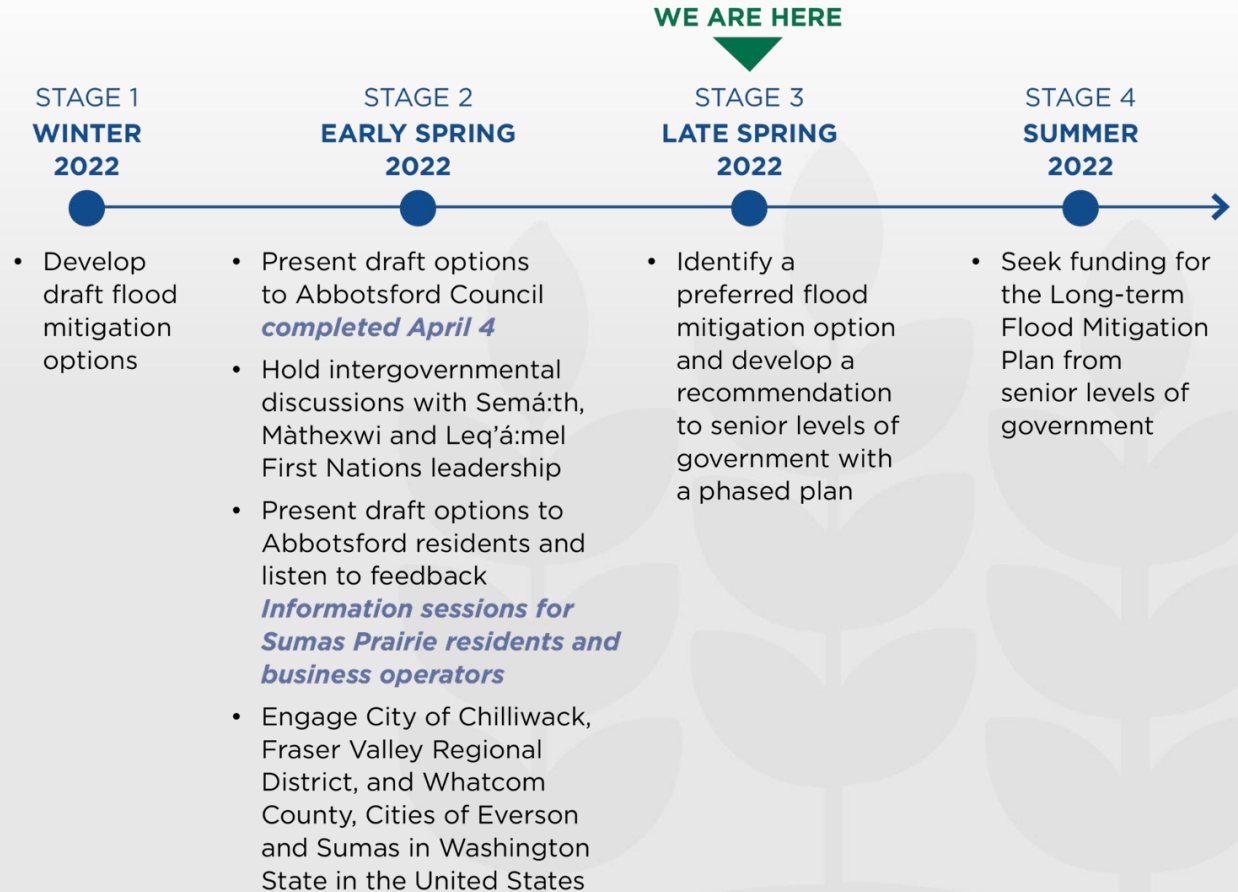 WE ARE HERE
STAGE 1
WINTER
2022
• Develop
draft flood
mitigation
options
STAGE 2
EARLY SPRING
2022
• Present draft options
to Abbotsford Council
completed April 4
• Hold intergovernmental
discussions with Semá:th,
Màthexwi and Leq’á:mel
First Nations leadership
• Present draft options to
Abbotsford residents and
listen to feedback
Information sessions for
Sumas Prairie residents and
business operators
• Engage City of Chilliwack,
Fraser Valley Regional
District, and Whatcom
County, Cities of Everson
and Sumas in Washington
State in the United States
STAGE 3
LATE SPRING
2022
• Identify a
preferred flood
mitigation option
and develop a
recommendation
to senior levels of
government with
a phased plan
STAGE 4
SUMMER
2022
• Seek funding for
the Long-term
Flood Mitigation
Plan from
senior levels of
government